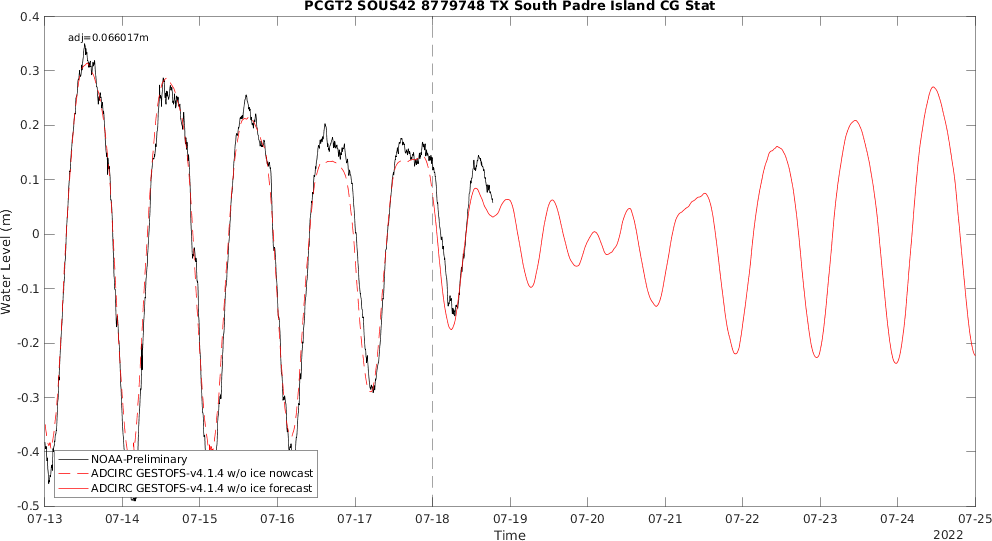 PCGT2 SOUS42 8779748 TX South Padre Island CG Stat
adj=0.066017m
0.4
0.3
0.2
0.1
0
-0.1
-0.2
-0.3
-0.4
-0.5
Water Level (m)
NOAA-Preliminary
ADCIRC GESTOFS-v4.1.4 w/o ice nowcast
ADCIRC GESTOFS-v4.1.4 w/o ice forecast
07-13 07-14 07-15 07-16 07-17 07-18 07-19 07-20 07-21 07-22 07-23 07-24 07-25
Time
2022